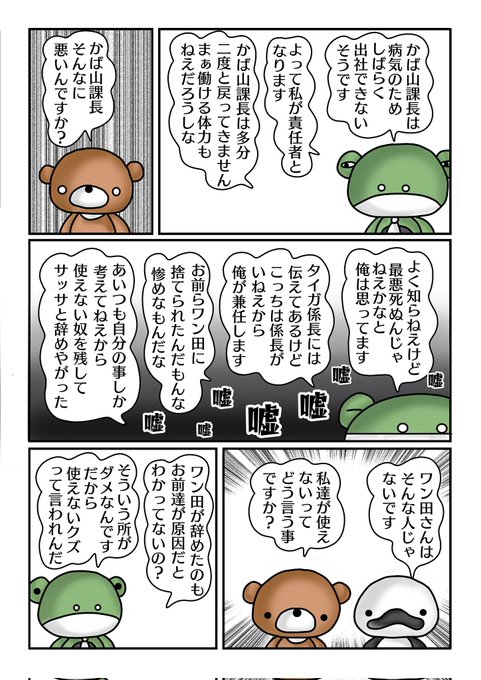 かば山課長は
病気のため
しばらく
出社できない
そうです
よって私が責任者と
なります
かば山課長は多分
二度と戻ってきません
まぁ働ける体力も
ねえだろうしな
かば山課長
そんなに
悪いんですか?
よく知らねえけど
最悪死ぬんじゃ
ねえかなと
俺は思ってます
タイガ係長には
伝えてあるけど
こっちは係長が
いねえから
俺が兼任します
お前らワン田に
捨てられたんだもんな
惨めなもんだな
あいつも自分の事しか
考えてねえから
使えない奴を残して
サッサと辞めやがった
嘘
嘘
嘘
嘘
嘘
嘘
嘘
ワン田さんは
そんな人じゃ
ないです
私達が使え
ないって
どう言う事
ですか?
ワン田が辞めたのも
お前達が原因だと
わかってないの?
そういう所が
ダメなんです
だから
使えないクズ
って言われんだ